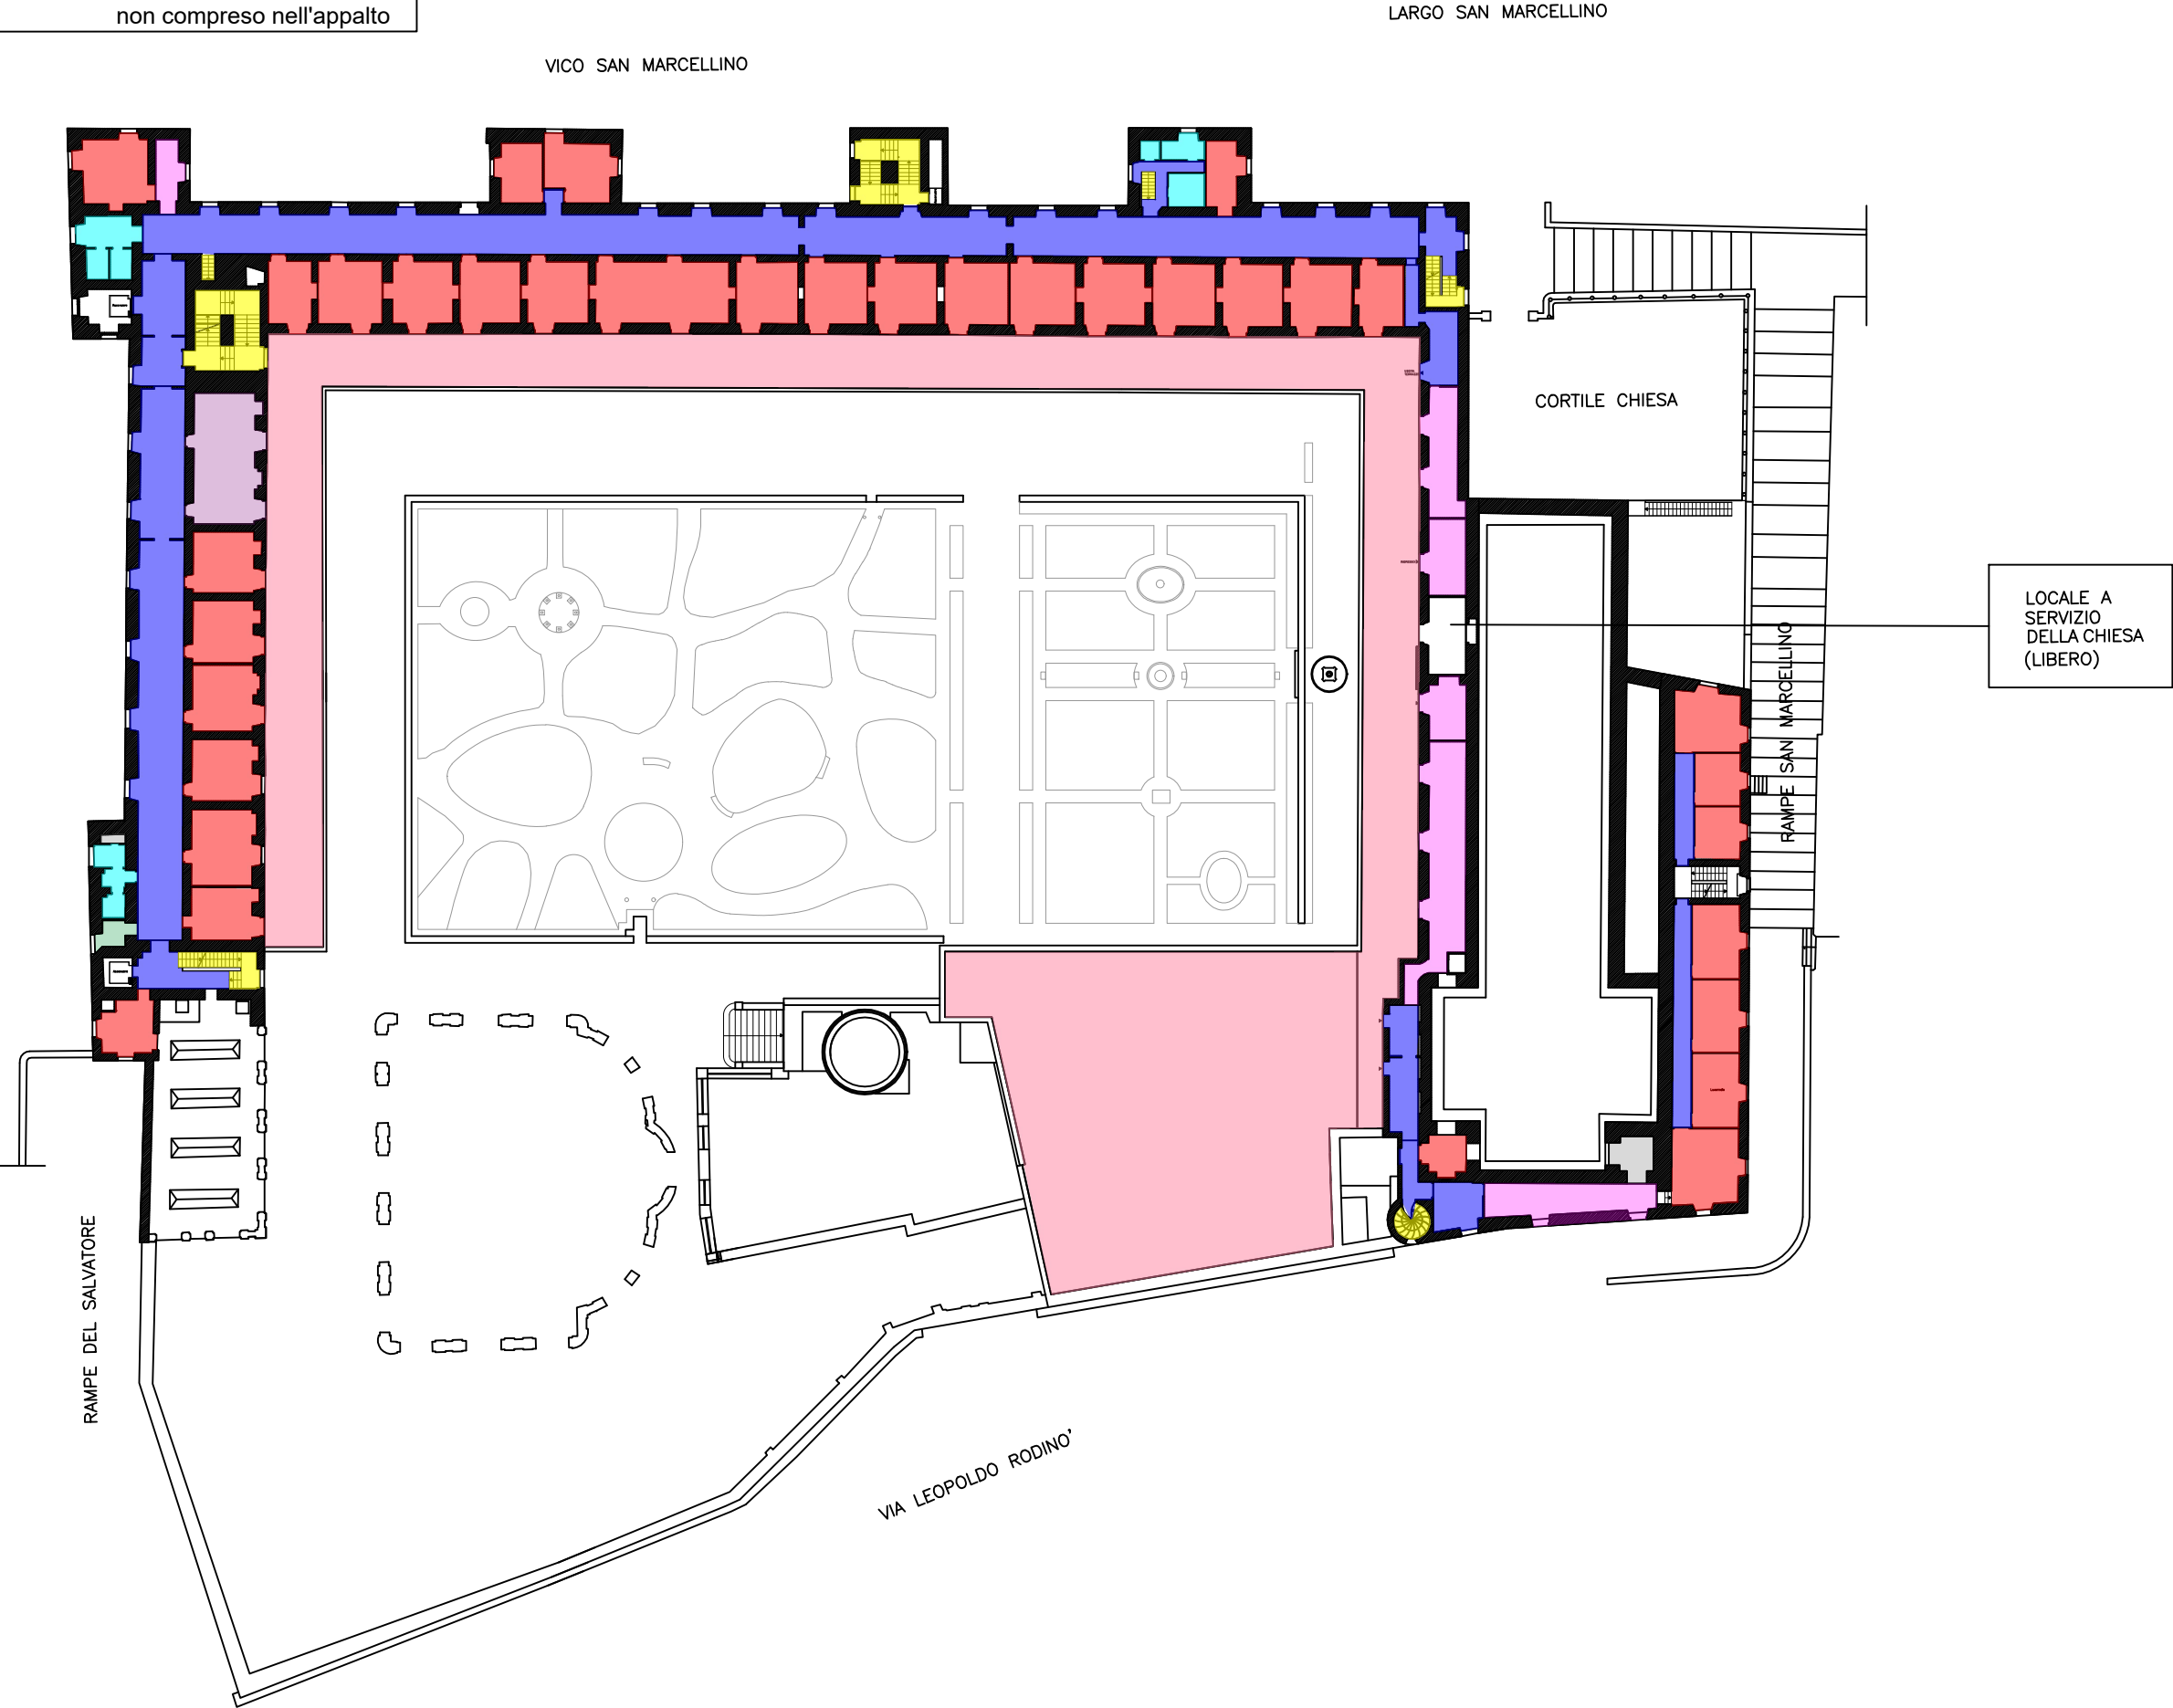 non compreso nell'appalto
LARGO SAN MARCELLINO
VICO SAN MARCELLINO
CORTILE CHIESA
LOCALE A
SERVIZIO
DELLA CHIESA
(LIBERO)
RAMPE SAN MARCELLINO
RAMPE DEL SALVATORE
VIA LEOPOLDO RODINO'